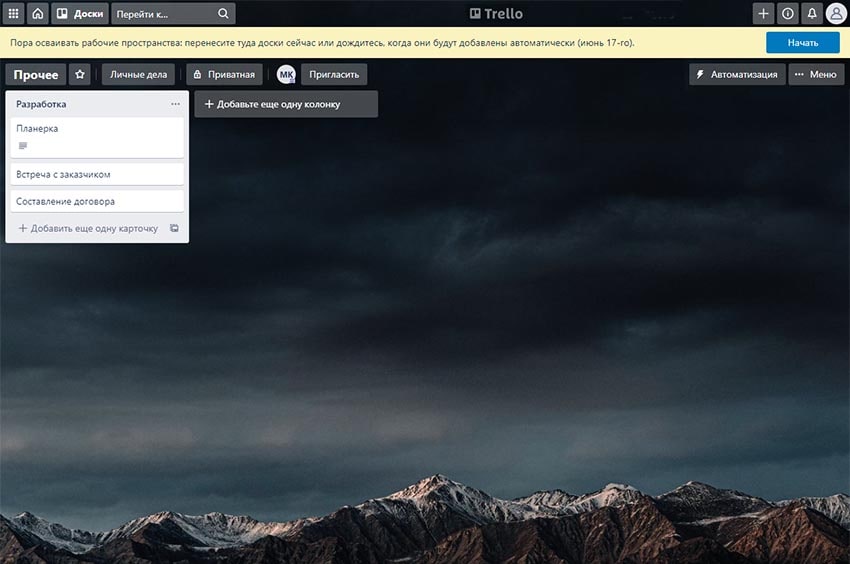 Доски
Перейти к...
Trello
Пора осваивать рабочие пространства: перенесите туда доски сейчас или дождитесь, когда они будут добавлены автоматически (июнь 17-го).
Начать
Прочее
Личные дела
Приватная
МК
Пригласить
Автоматизация
Меню
Разработка
Добавьте еще одну колонку
Планерка
Встреча с заказчиком
Составление договора
Добавить еще одну карточку